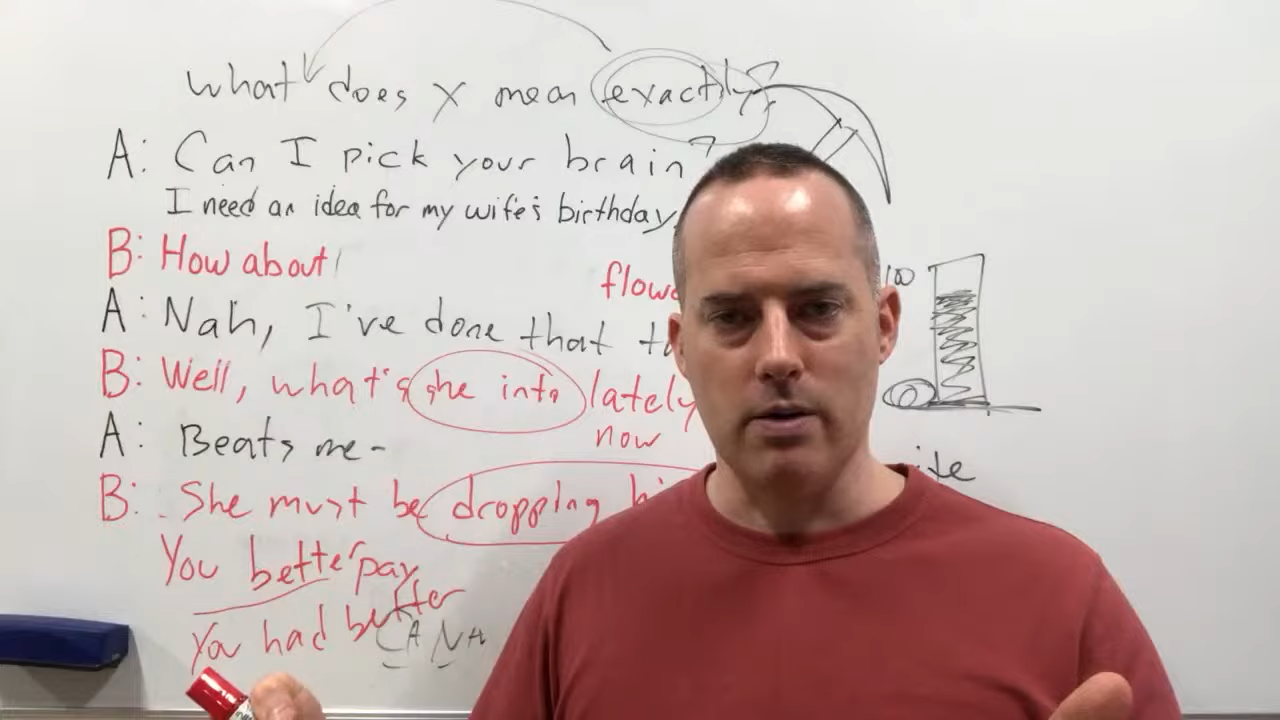 what does x mean exactly?
A: Can I pick your brain?
I need an idea for my wife's birthday.
B: How about
A: Nah, I've done that
100
B: Well, what's she into lately
now
A: Beats me-
B: She must be dropping
You better pay
You had better